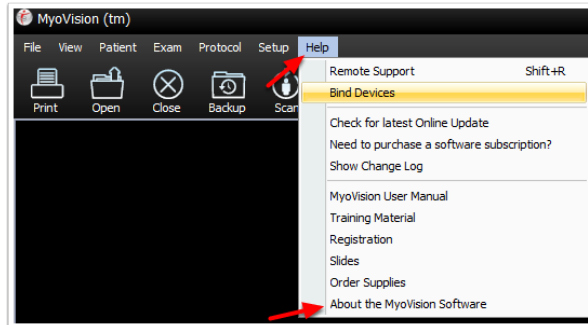 MyoVision (tm)
File View Patient Exam Protocol Setup Help
Print Open Close Backup Scan
Remote Support Shift+R
Bind Devices
Check for latest Online Update
Need to purchase a software subscription?
Show Change Log
MyoVision User Manual
Training Material
Registration
Slides
Order Supplies
About the MyoVision Software